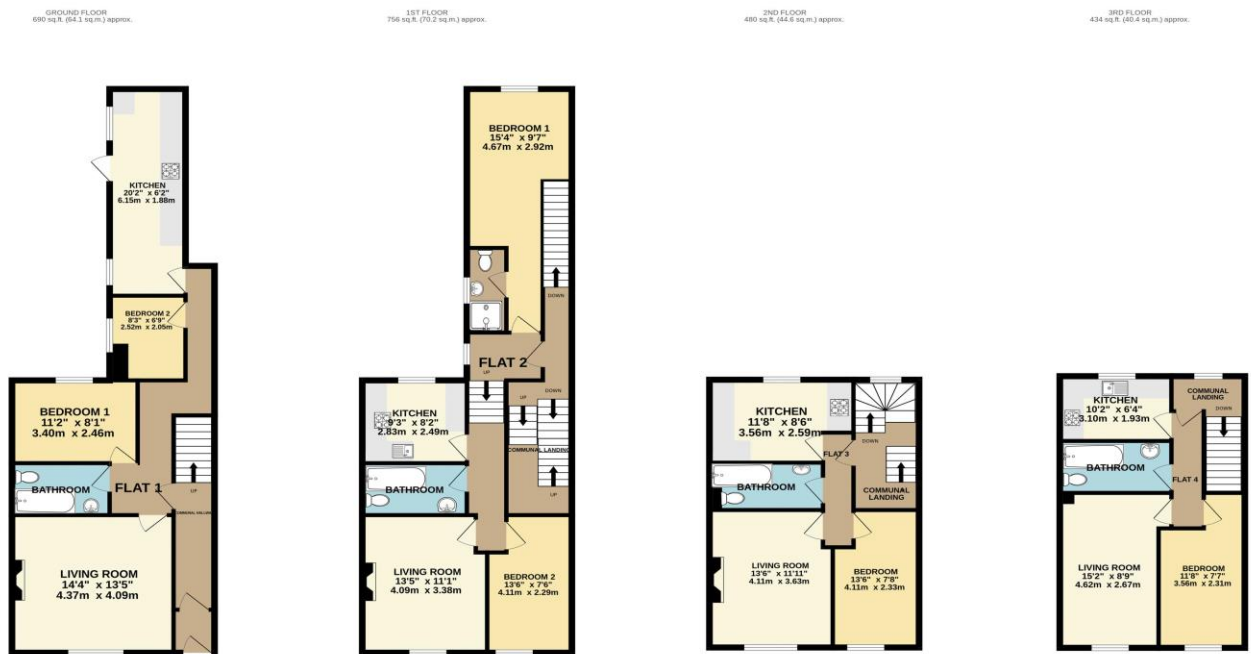 GROUND FLOOR
690 sq.ft. (64.1 sq.m.) approx.
KITCHEN
20'2" x 6'2"
6.15m x 1.88m
BEDROOM 2
8'3" x 6'9"
2.52m x 2.05m
BEDROOM 1
11'2" x 8'1"
3.40m x 2.46m
BATHROOM
FLAT 1
UP
LIVING ROOM
14'4" x 13'5"
4.37m x 4.09m
1ST FLOOR
756 sq.ft. (70.2 sq.m.) approx.
BEDROOM 1
15'4" x 9'7"
4.67m x 2.92m
DOWN
FLAT 2
UP
KITCHEN
9'3" x 8'2"
2.83m x 2.49m
UP
DOWN
COMMUNAL LANDING
UP
BATHROOM
LIVING ROOM
13'5" x 11'1"
4.09m x 3.38m
BEDROOM 2
13'6" x 7'6"
4.11m x 2.29m
2ND FLOOR
480 sq.ft. (44.6 sq.m.) approx.
KITCHEN
11'8" x 8'6"
3.56m x 2.59m
DOWN
FLAT 3
UP
COMMUNAL
LANDING
BATHROOM
LIVING ROOM
13'6" x 11'11"
4.11m x 3.63m
BEDROOM
13'6" x 7'8"
4.11m x 2.33m
3RD FLOOR
434 sq.ft. (40.4 sq.m.) approx.
KITCHEN
10'2" x 6'4"
3.10m x 1.93m
COMMUNAL
LANDING
DOWN
BATHROOM
FLAT 4
LIVING ROOM
15'2" x 8'9"
4.62m x 2.67m
BEDROOM
11'8" x 7'7"
3.56m x 2.31m